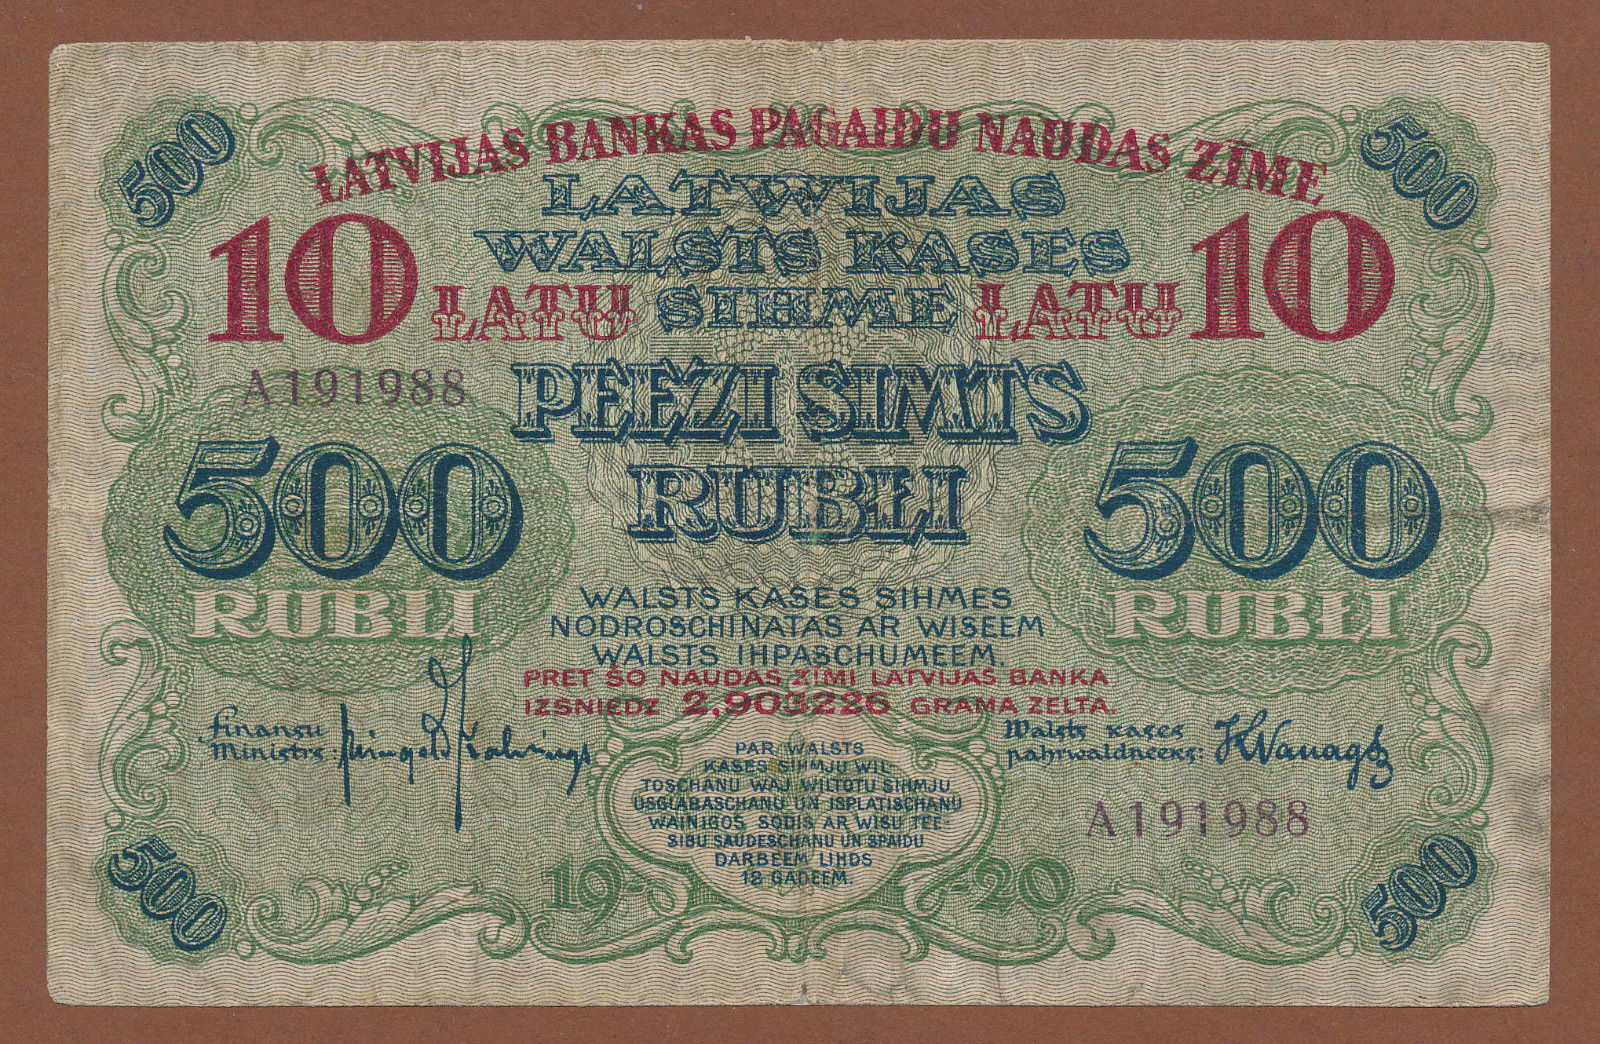 500
500
LATVIJAS BANKAS PAGAIDU NAUDAS ZĪME
LATWIJAS
WALSTS KASES
10 LATU SIHME LATU 10
A191988
PEEZI SIMTS
500 RUBĻI 500
RUBĻI RUBĻI
WALSTS KASES SIHMES
NODROSCHINATAS AR WISEEM
WALSTS IHPASCHUMEEM.
PRET ŠO NAUDAS ZĪMI LATVIJAS BANKA
IZSNIEDZ 2,903226 GRAMA ZELTA.
Finansu
Ministrs:
Walsts kases
pahrwaldneeks:
PAR WALSTS
KASES SIHMJU WIL-
TOSCHANU WAJ WILTOTU SIHMJU
USGLABASCHANU UN ISPLATISCHANU
WAINIGOS SODIS AR WISU TEE-
SIBU SAUDESCHANU UN SPAIDU
DARBEEM LIHDS
12 GADEEM.
A191988
19-
-20
500
500